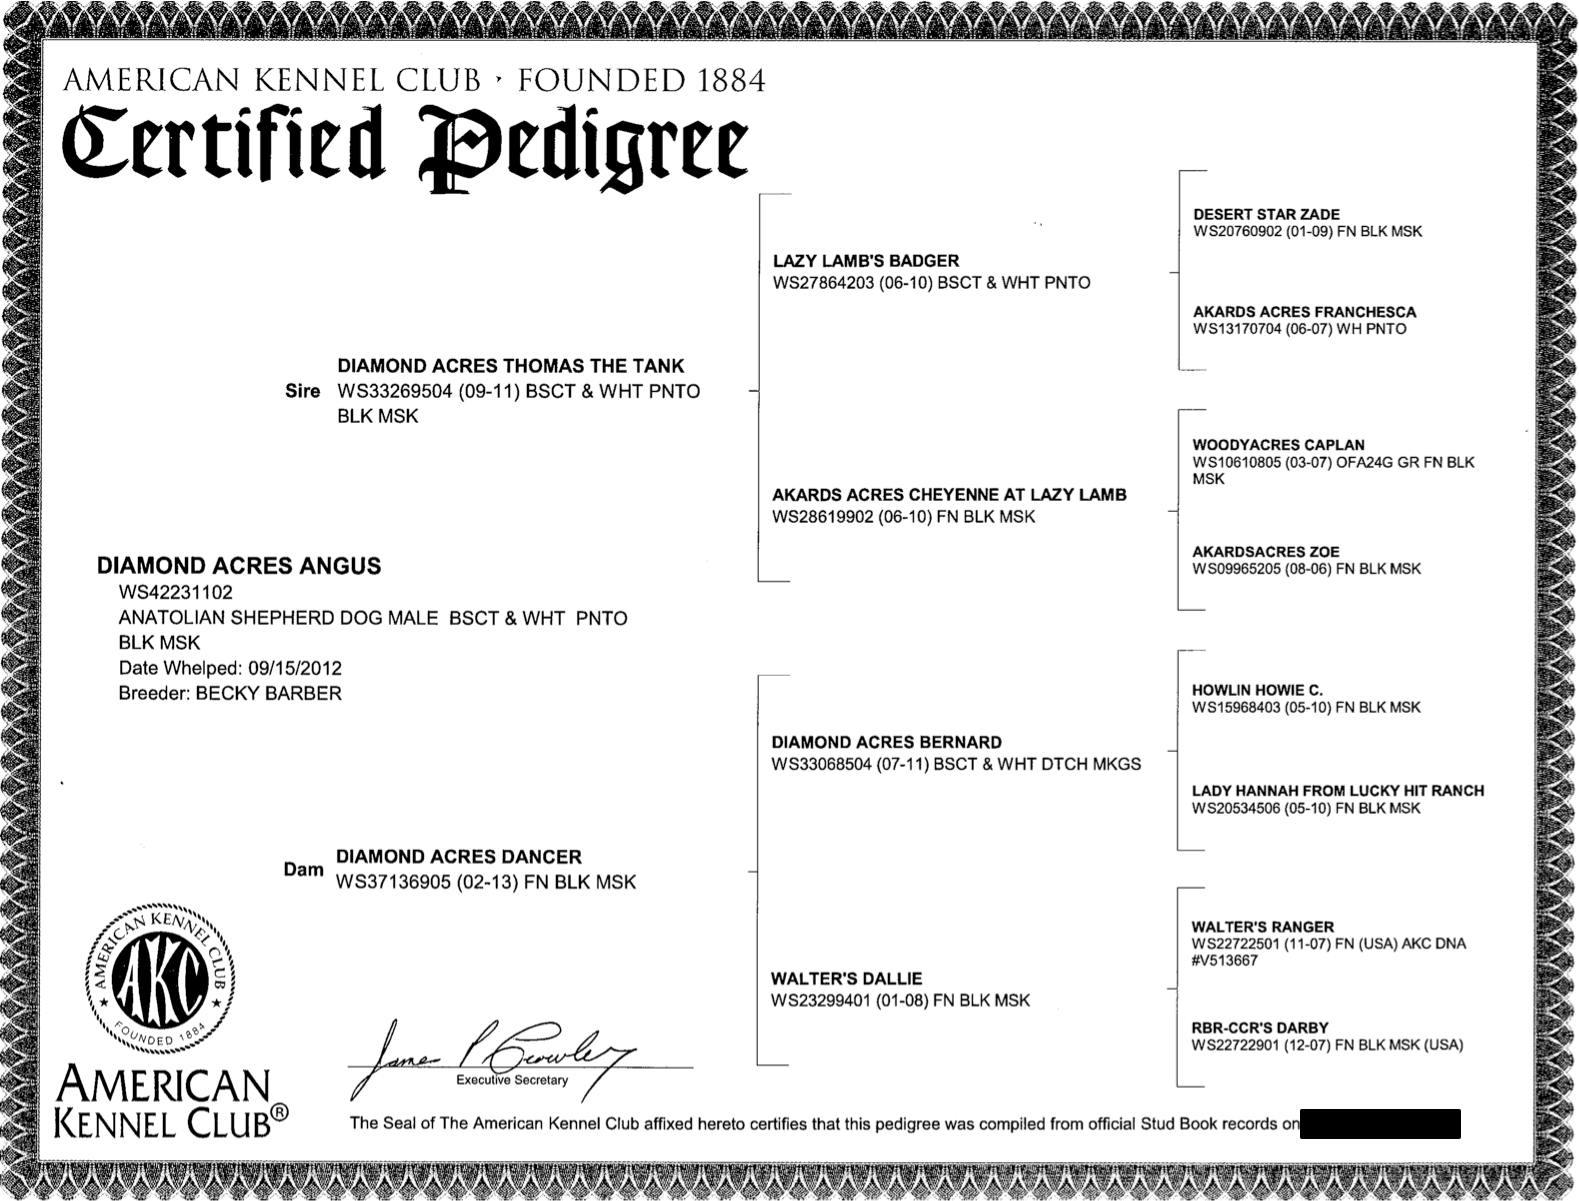 AMERICAN KENNEL CLUB · FOUNDED 1884
Certified Pedigree
DESERT STAR ZADE
WS20760902 (01-09) FN BLK MSK
LAZY LAMB'S BADGER
WS27864203 (06-10) BSCT & WHT PNTO
AKARDS ACRES FRANCHESCA
WS13170704 (06-07) WH PNTO
DIAMOND ACRES THOMAS THE TANK
Sire WS33269504 (09-11) BSCT & WHT PNTO
BLK MSK
WOODYACRES CAPLAN
WS10610805 (03-07) OFA24G GR FN BLK
MSK
AKARDS ACRES CHEYENNE AT LAZY LAMB
WS28619902 (06-10) FN BLK MSK
AKARDSACRES ZOE
WS09965205 (08-06) FN BLK MSK
DIAMOND ACRES ANGUS
WS42231102
ANATOLIAN SHEPHERD DOG MALE BSCT & WHT PNTO
BLK MSK
Date Whelped: 09/15/2012
Breeder: BECKY BARBER
HOWLIN HOWIE C.
WS15968403 (05-10) FN BLK MSK
DIAMOND ACRES BERNARD
WS33068504 (07-11) BSCT & WHT DTCH MKGS
LADY HANNAH FROM LUCKY HIT RANCH
WS20534506 (05-10) FN BLK MSK
DIAMOND ACRES DANCER
Dam WS37136905 (02-13) FN BLK MSK
WALTER'S RANGER
WS22722501 (11-07) FN (USA) AKC DNA
#V513667
WALTER'S DALLIE
WS23299401 (01-08) FN BLK MSK
RBR-CCR'S DARBY
WS22722901 (12-07) FN BLK MSK (USA)
AMERICAN KENNEL CLUB
AKC
FOUNDED 1884
James P Crowley
Executive Secretary
AMERICAN
KENNEL CLUB®
The Seal of The American Kennel Club affixed hereto certifies that this pedigree was compiled from official Stud Book records on